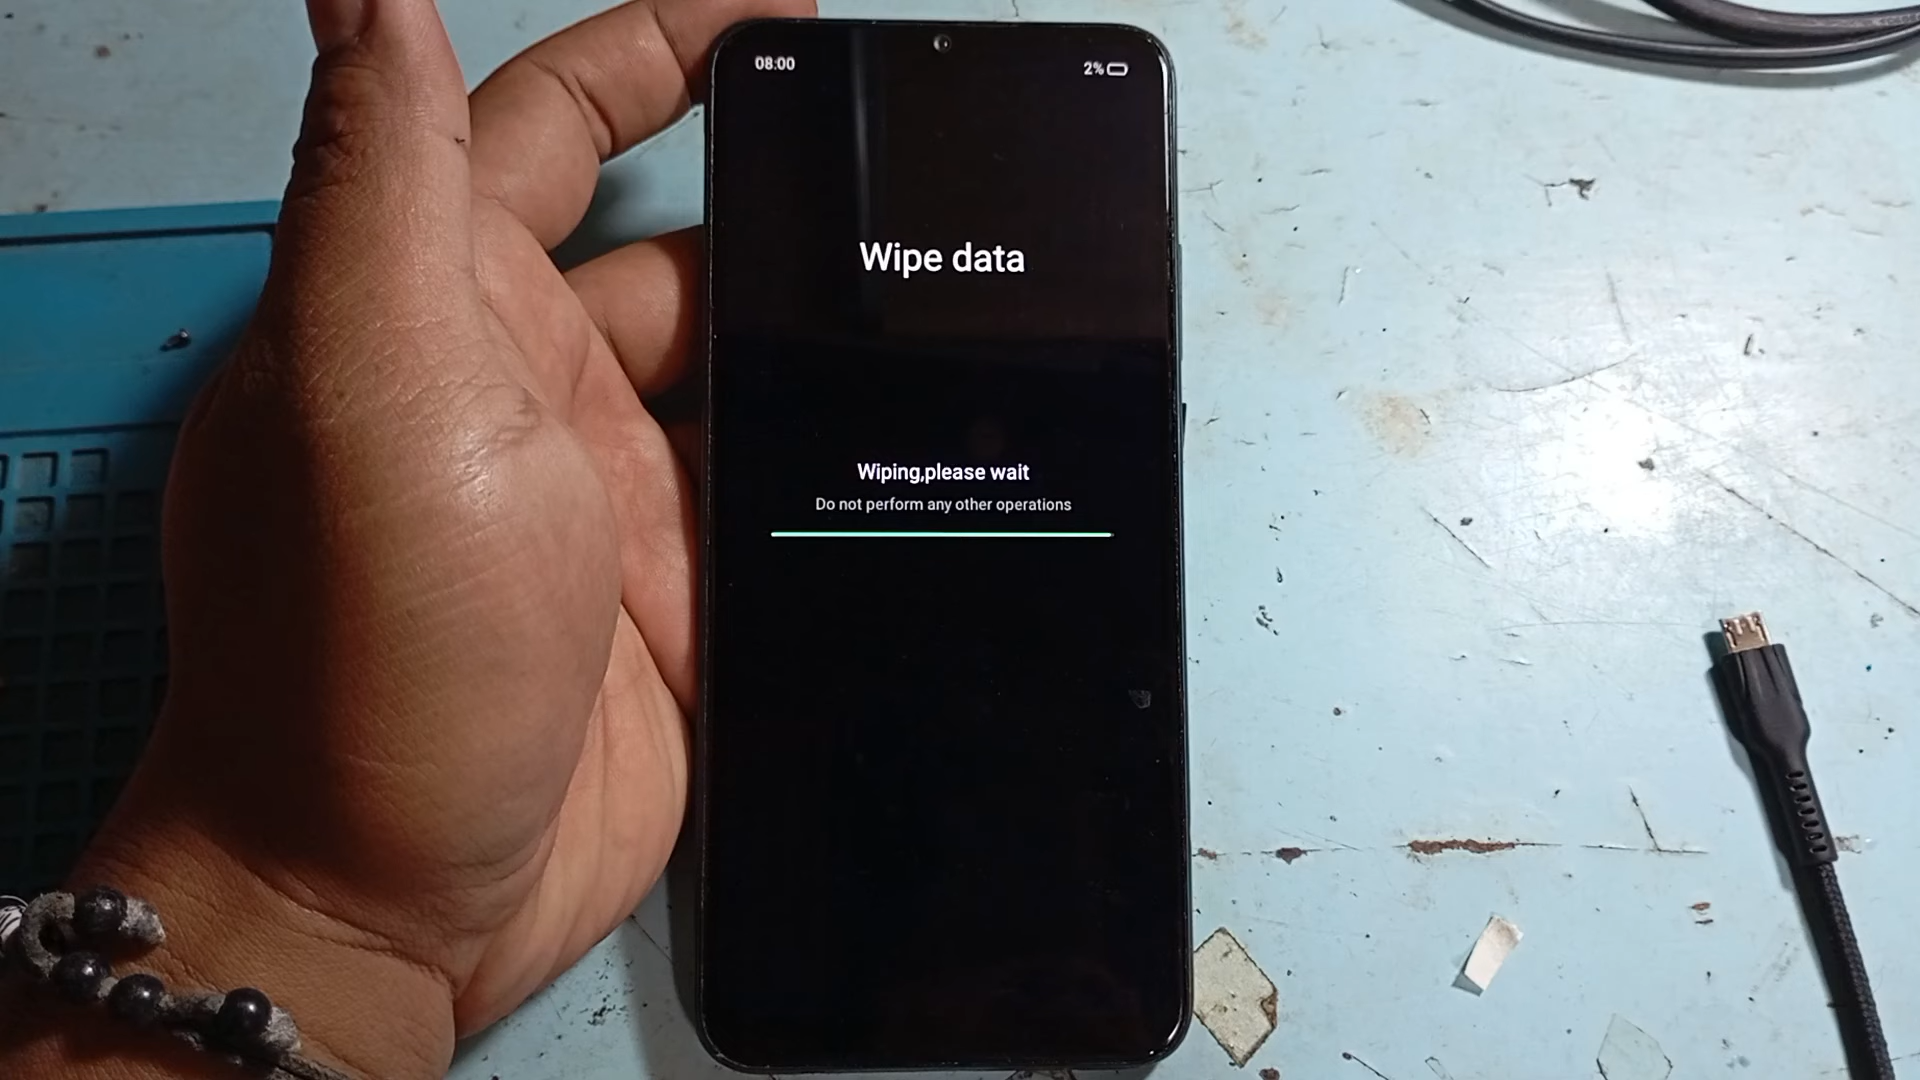 08:00 2%
Wipe data
Wiping,please wait
Do not perform any other operations